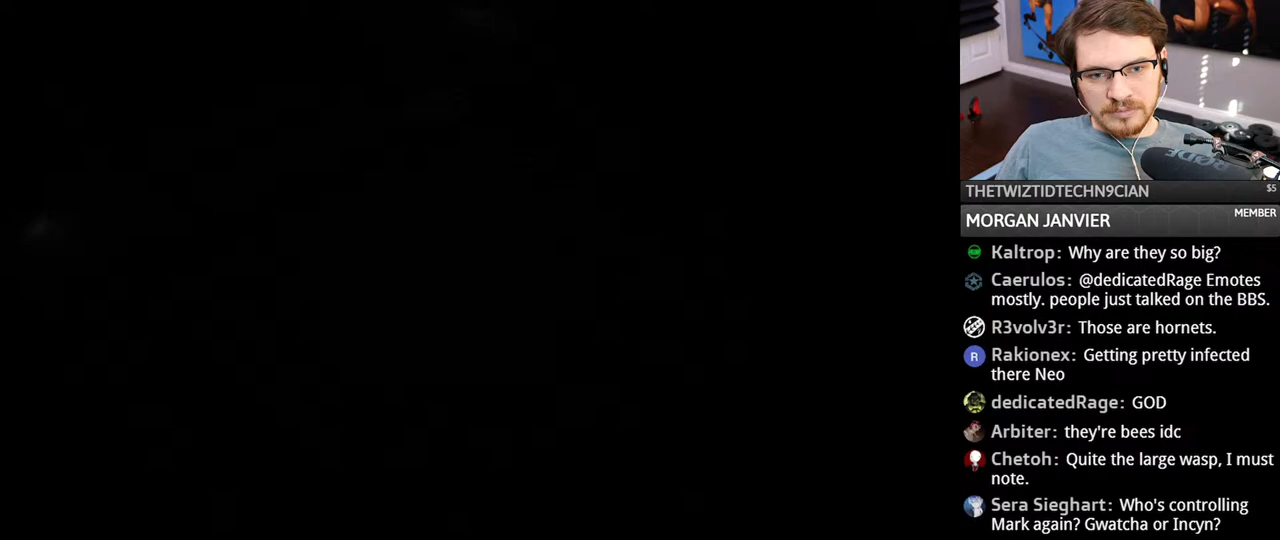 RØDE
THETWIZTIDTECHN9CIAN $5
MORGAN JANVIER MEMBER
Kaltrop: Why are they so big?
Caerulos: @dedicatedRage Emotes
mostly. people just talked on the BBS.
R3volv3r: Those are hornets.
R Rakionex: Getting pretty infected
there Neo
dedicatedRage: GOD
Arbiter: they're bees idc
Chetoh: Quite the large wasp, I must
note.
Sera Sieghart: Who's controlling
Mark again? Gwatcha or Incyn?